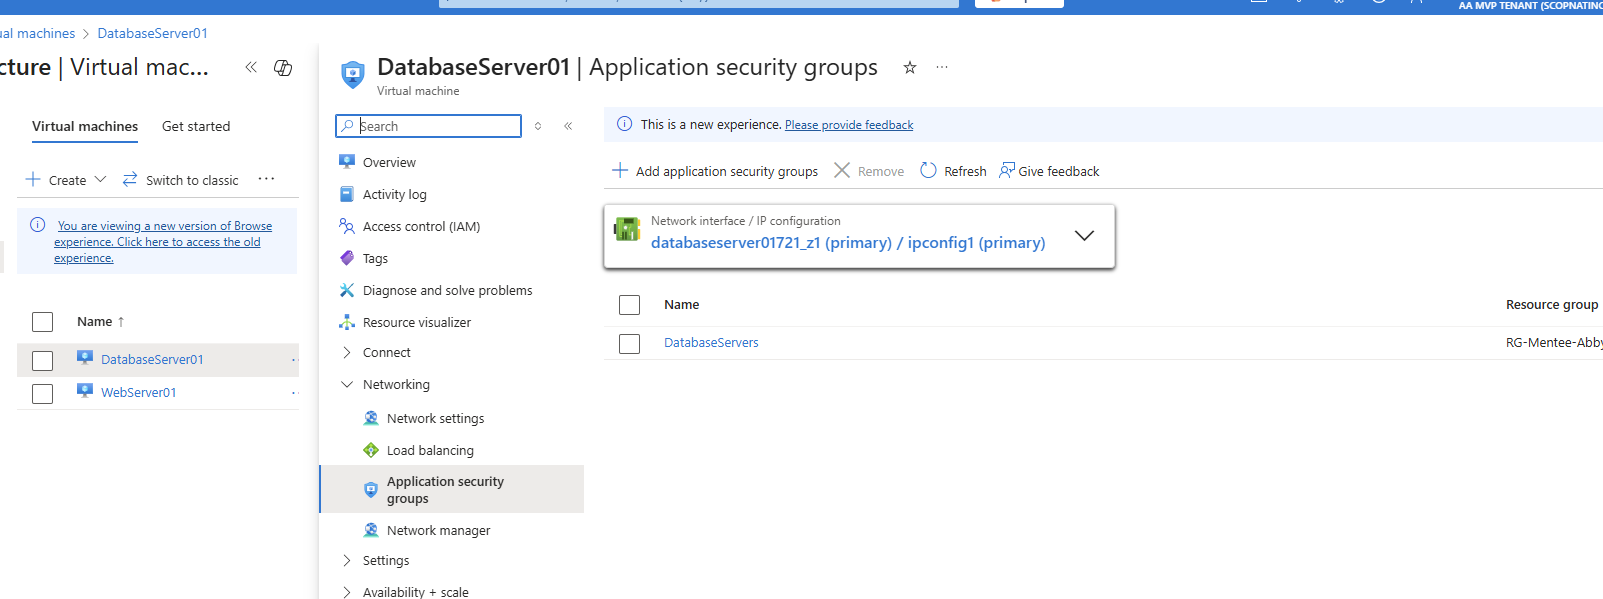 AA MVP TENANT (SCOPNATINC
ual machines > DatabaseServer01
cture | Virtual mac...
DatabaseServer01 | Application security groups
Virtual machine
Virtual machines
Get started
Search
This is a new experience. Please provide feedback
Create
Switch to classic
Add application security groups
Remove
Refresh
Give feedback
You are viewing a new version of Browse
experience. Click here to access the old
experience.
Name ↑
DatabaseServer01
WebServer01
Overview
Activity log
Access control (IAM)
Tags
Diagnose and solve problems
Resource visualizer
Connect
Networking
Network settings
Load balancing
Application security
groups
Network manager
Settings
Availability + scale
Network interface / IP configuration
databaseserver01721_z1 (primary) / ipconfig1 (primary)
Name
Resource group
DatabaseServers
RG-Mentee-Abby